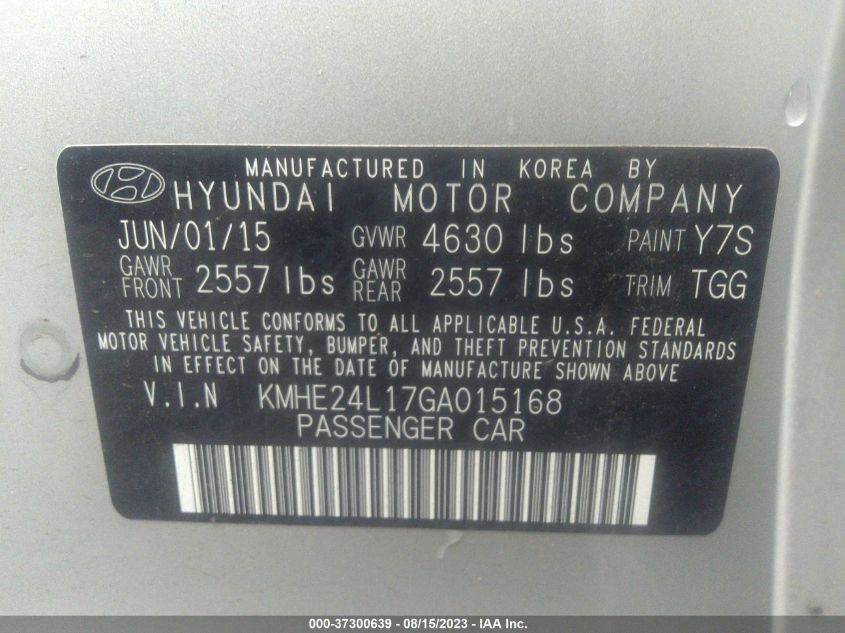 MANUFACTURED IN KOREA BY
HYUNDAI MOTOR COMPANY
JUN/01/15 GVWR 4630 lbs PAINT Y7S
GAWR FRONT 2557 lbs GAWR REAR 2557 lbs TRIM TGG
THIS VEHICLE CONFORMS TO ALL APPLICABLE U.S.A. FEDERAL
MOTOR VEHICLE SAFETY, BUMPER, AND THEFT PREVENTION STANDARDS
IN EFFECT ON THE DATE OF MANUFACTURE SHOWN ABOVE
V.I.N KMHE24L17GA015168
PASSENGER CAR
000-37300639 - 08/15/2023 - IAA Inc.